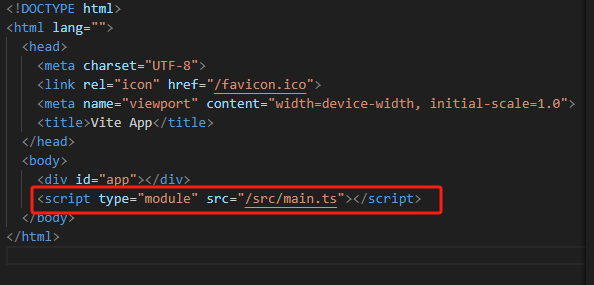 <!DOCTYPE html>
<html lang="">
<head>
<meta charset="UTF-8">
<link rel="icon" href="/favicon.ico">
<meta name="viewport" content="width=device-width, initial-scale=1.0">
<title>Vite App</title>
</head>
<body>
<div id="app"></div>
<script type="module" src="/src/main.ts"></script>
</body>
</html>